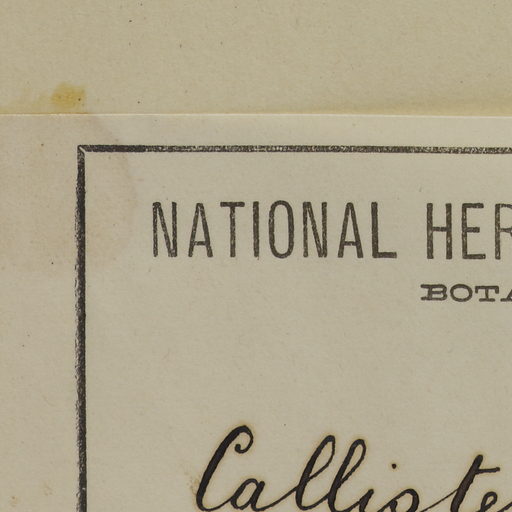 NATIONAL HER
BOTA
Calliste